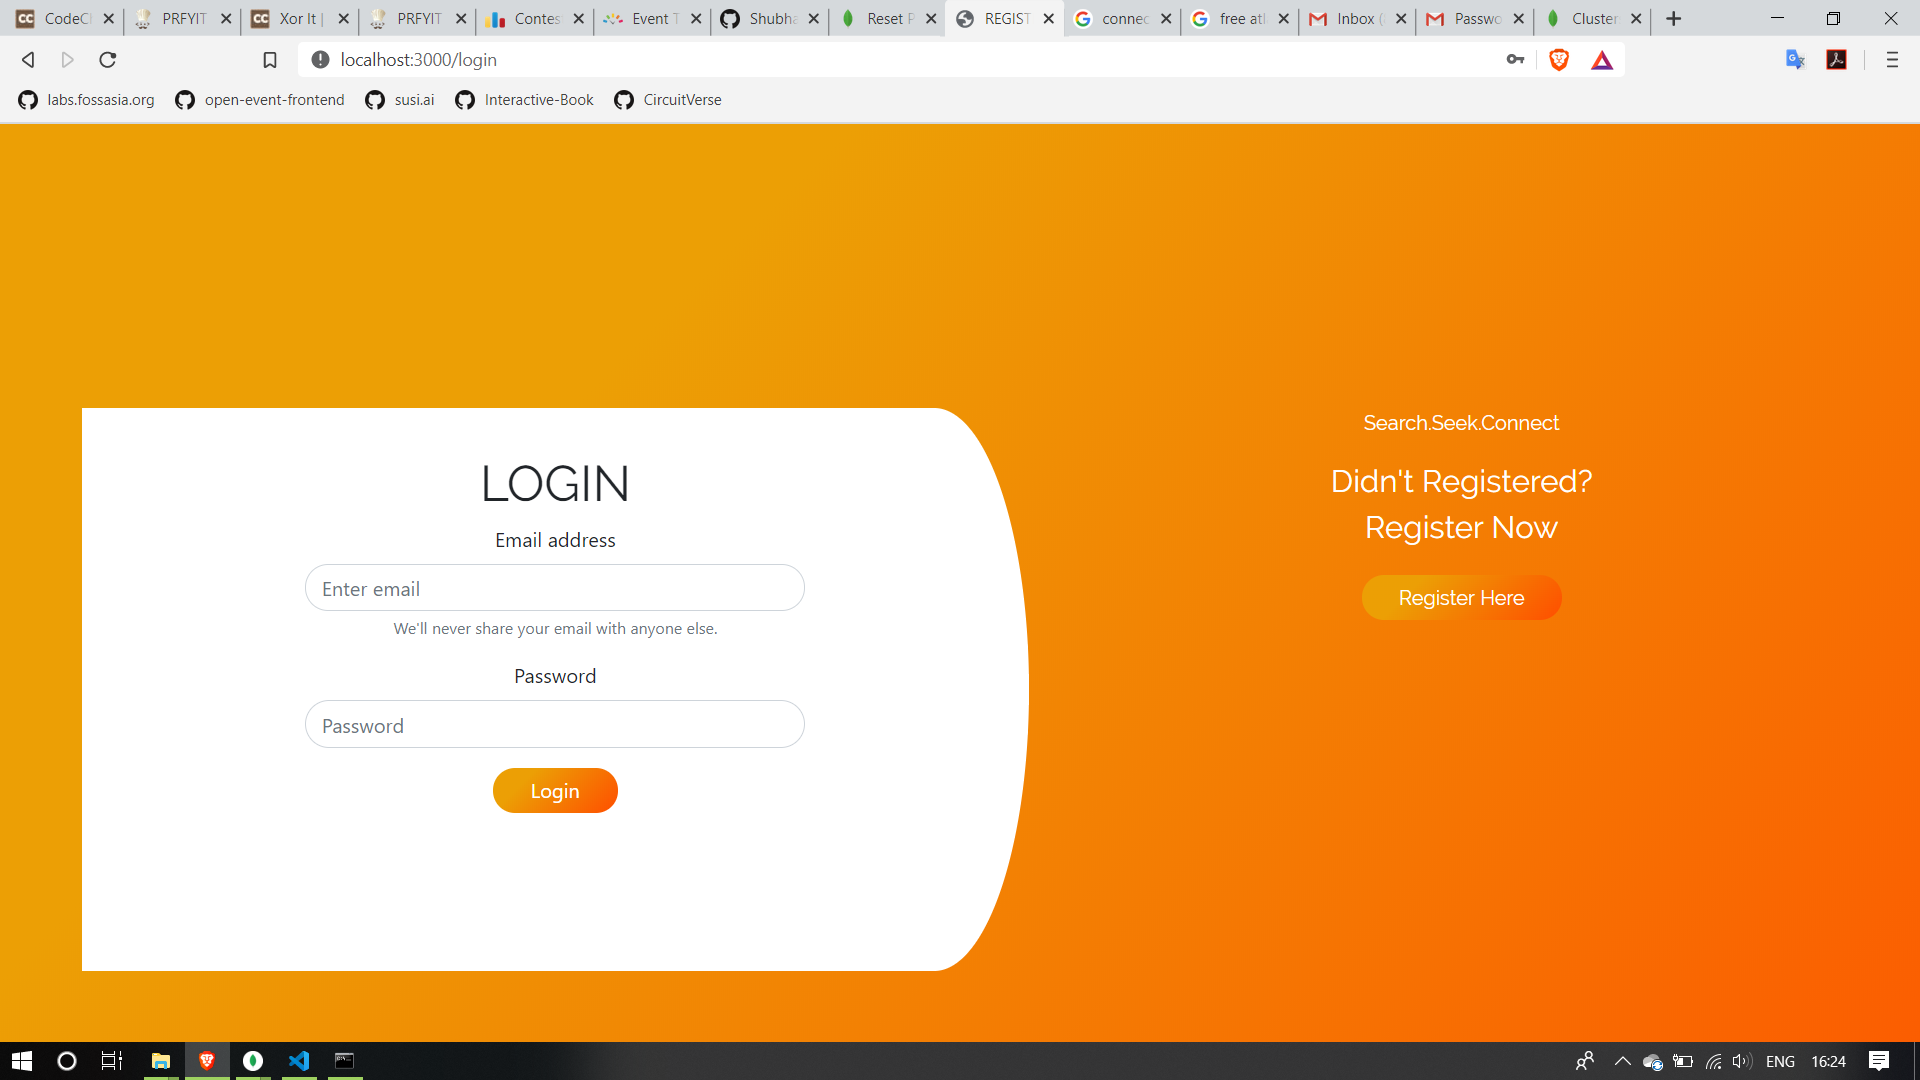 CodeC PRFYIT Xor It | PRFYIT Contes Event T Shubha Reset P REGIST connec free atl Inbox ( Passwo Cluster
localhost:3000/login
labs.fossasia.org open-event-frontend susi.ai Interactive-Book CircuitVerse
LOGIN
Email address
Enter email
We'll never share your email with anyone else.
Password
Password
Login
Search.Seek.Connect
Didn't Registered?
Register Now
Register Here
ENG 16:24